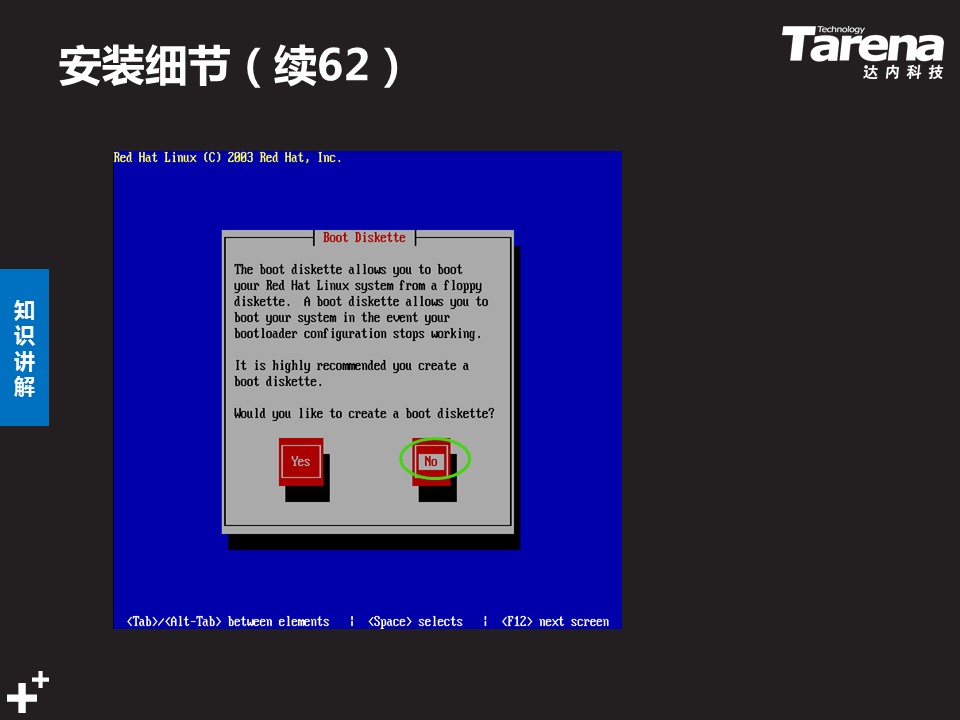 安装细节（续62）
Technology
Tarena
达内科技
Red Hat Linux (C) 2003 Red Hat, Inc.
Boot Diskette
The boot diskette allows you to boot
your Red Hat Linux system from a floppy
diskette.  A boot diskette allows you to
boot your system in the event your
bootloader configuration stops working.
It is highly recommended you create a
boot diskette.
Would you like to create a boot diskette?
Yes
No
<Tab>/<Alt-Tab> between elements   |  <Space> selects   |  <F12> next screen
知
识
讲
解